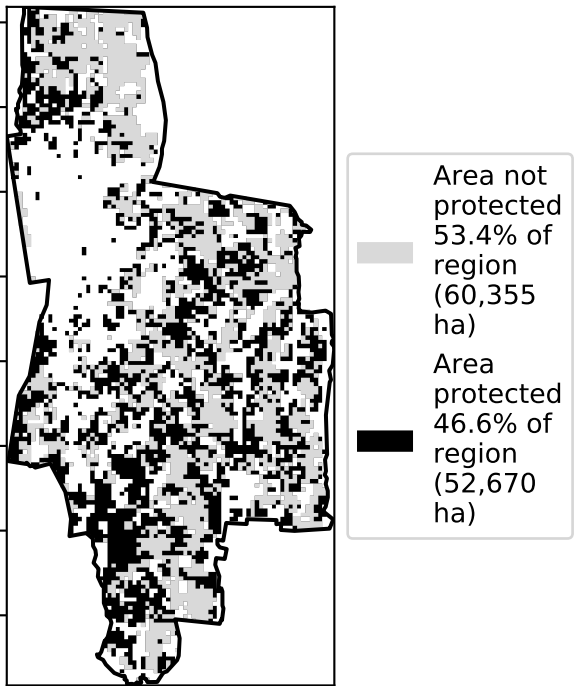 Area not
protected
53.4% of
region
(60,355
ha)
Area
protected
46.6% of
region
(52,670
ha)